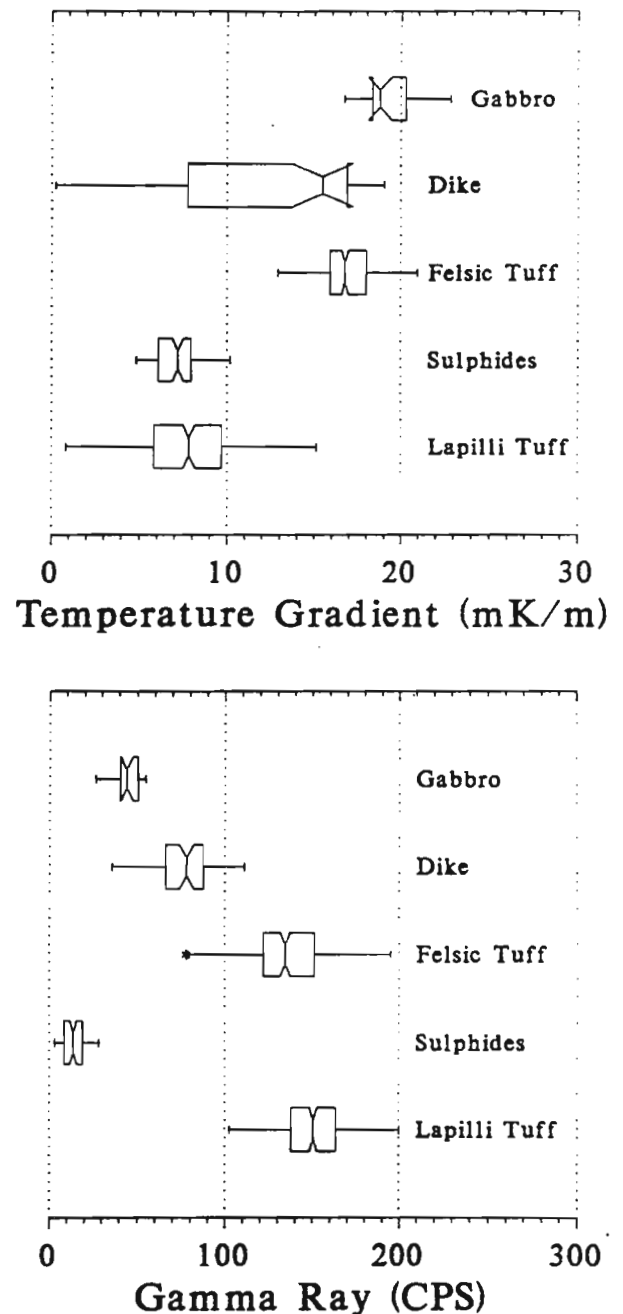 Gabbro
Dike
Felsic Tuff
Sulphides
Lapilli Tuff
0 10 20 30
Temperature Gradient (mK/m)
Gabbro
Dike
Felsic Tuff
Sulphides
Lapilli Tuff
0 100 200 300
Gamma Ray (CPS)